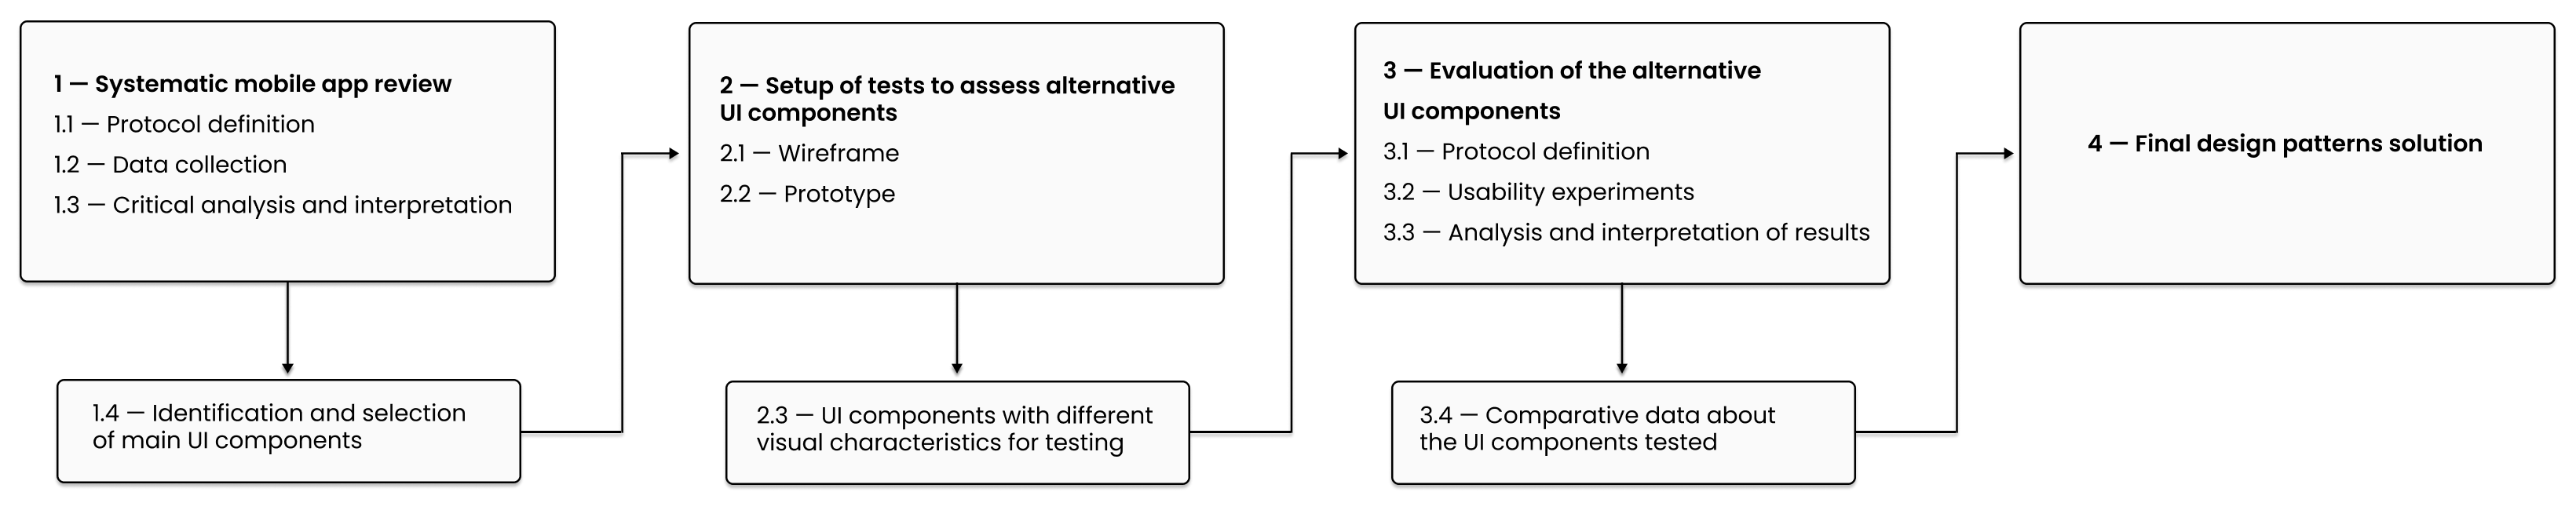 1 — Systematic mobile app review
1.1 — Protocol definition
1.2 — Data collection
1.3 — Critical analysis and interpretation
1.4 — Identification and selection
of main UI components
2 — Setup of tests to assess alternative
UI components
2.1 — Wireframe
2.2 — Prototype
2.3 — UI components with different
visual characteristics for testing
3 — Evaluation of the alternative
UI components
3.1 — Protocol definition
3.2 — Usability experiments
3.3 — Analysis and interpretation of results
3.4 — Comparative data about
the UI components tested
4 — Final design patterns solution